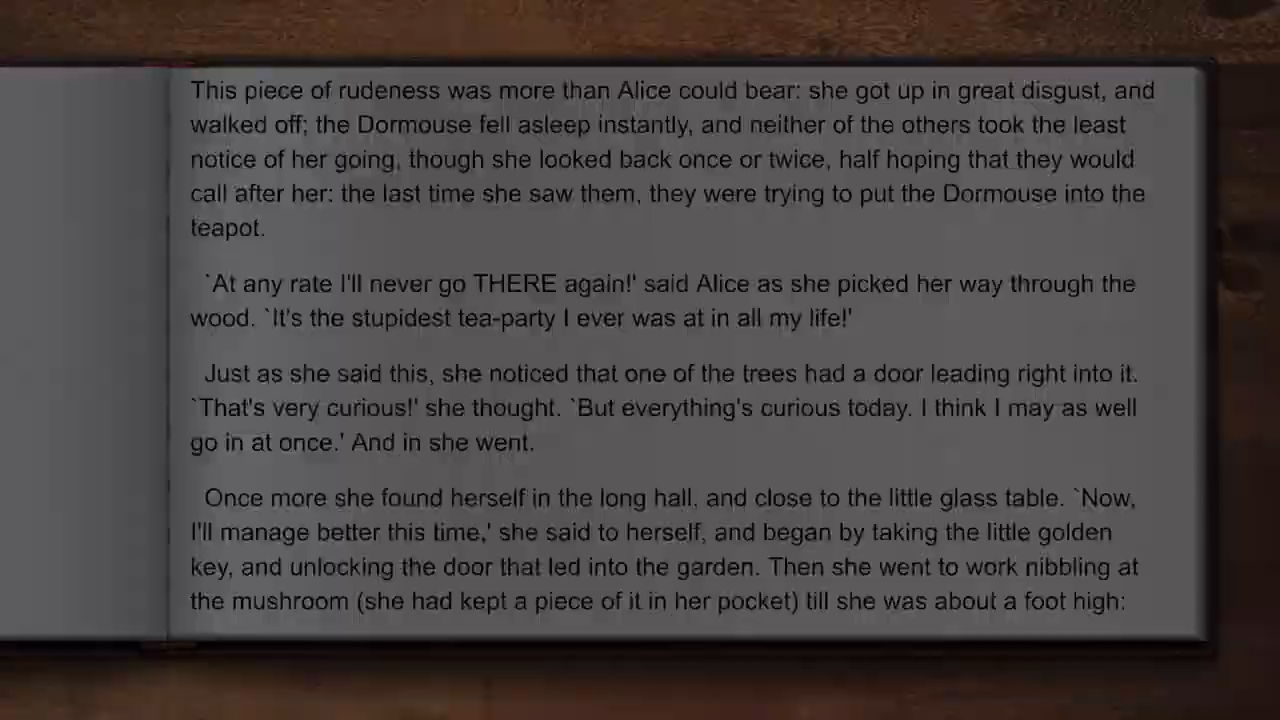 This piece of rudeness was more than Alice could bear: she got up in great disgust, and
walked off; the Dormouse fell asleep instantly, and neither of the others took the least
notice of her going, though she looked back once or twice, half hoping that they would
call after her: the last time she saw them, they were trying to put the Dormouse into the
teapot.
`At any rate I'll never go THERE again!' said Alice as she picked her way through the
wood. `It's the stupidest tea-party I ever was at in all my life!'
Just as she said this, she noticed that one of the trees had a door leading right into it.
`That's very curious!' she thought. `But everything's curious today. I think I may as well
go in at once.' And in she went.
Once more she found herself in the long hall, and close to the little glass table. `Now,
I'll manage better this time,' she said to herself, and began by taking the little golden
key, and unlocking the door that led into the garden. Then she went to work nibbling at
the mushroom (she had kept a piece of it in her pocket) till she was about a foot high: